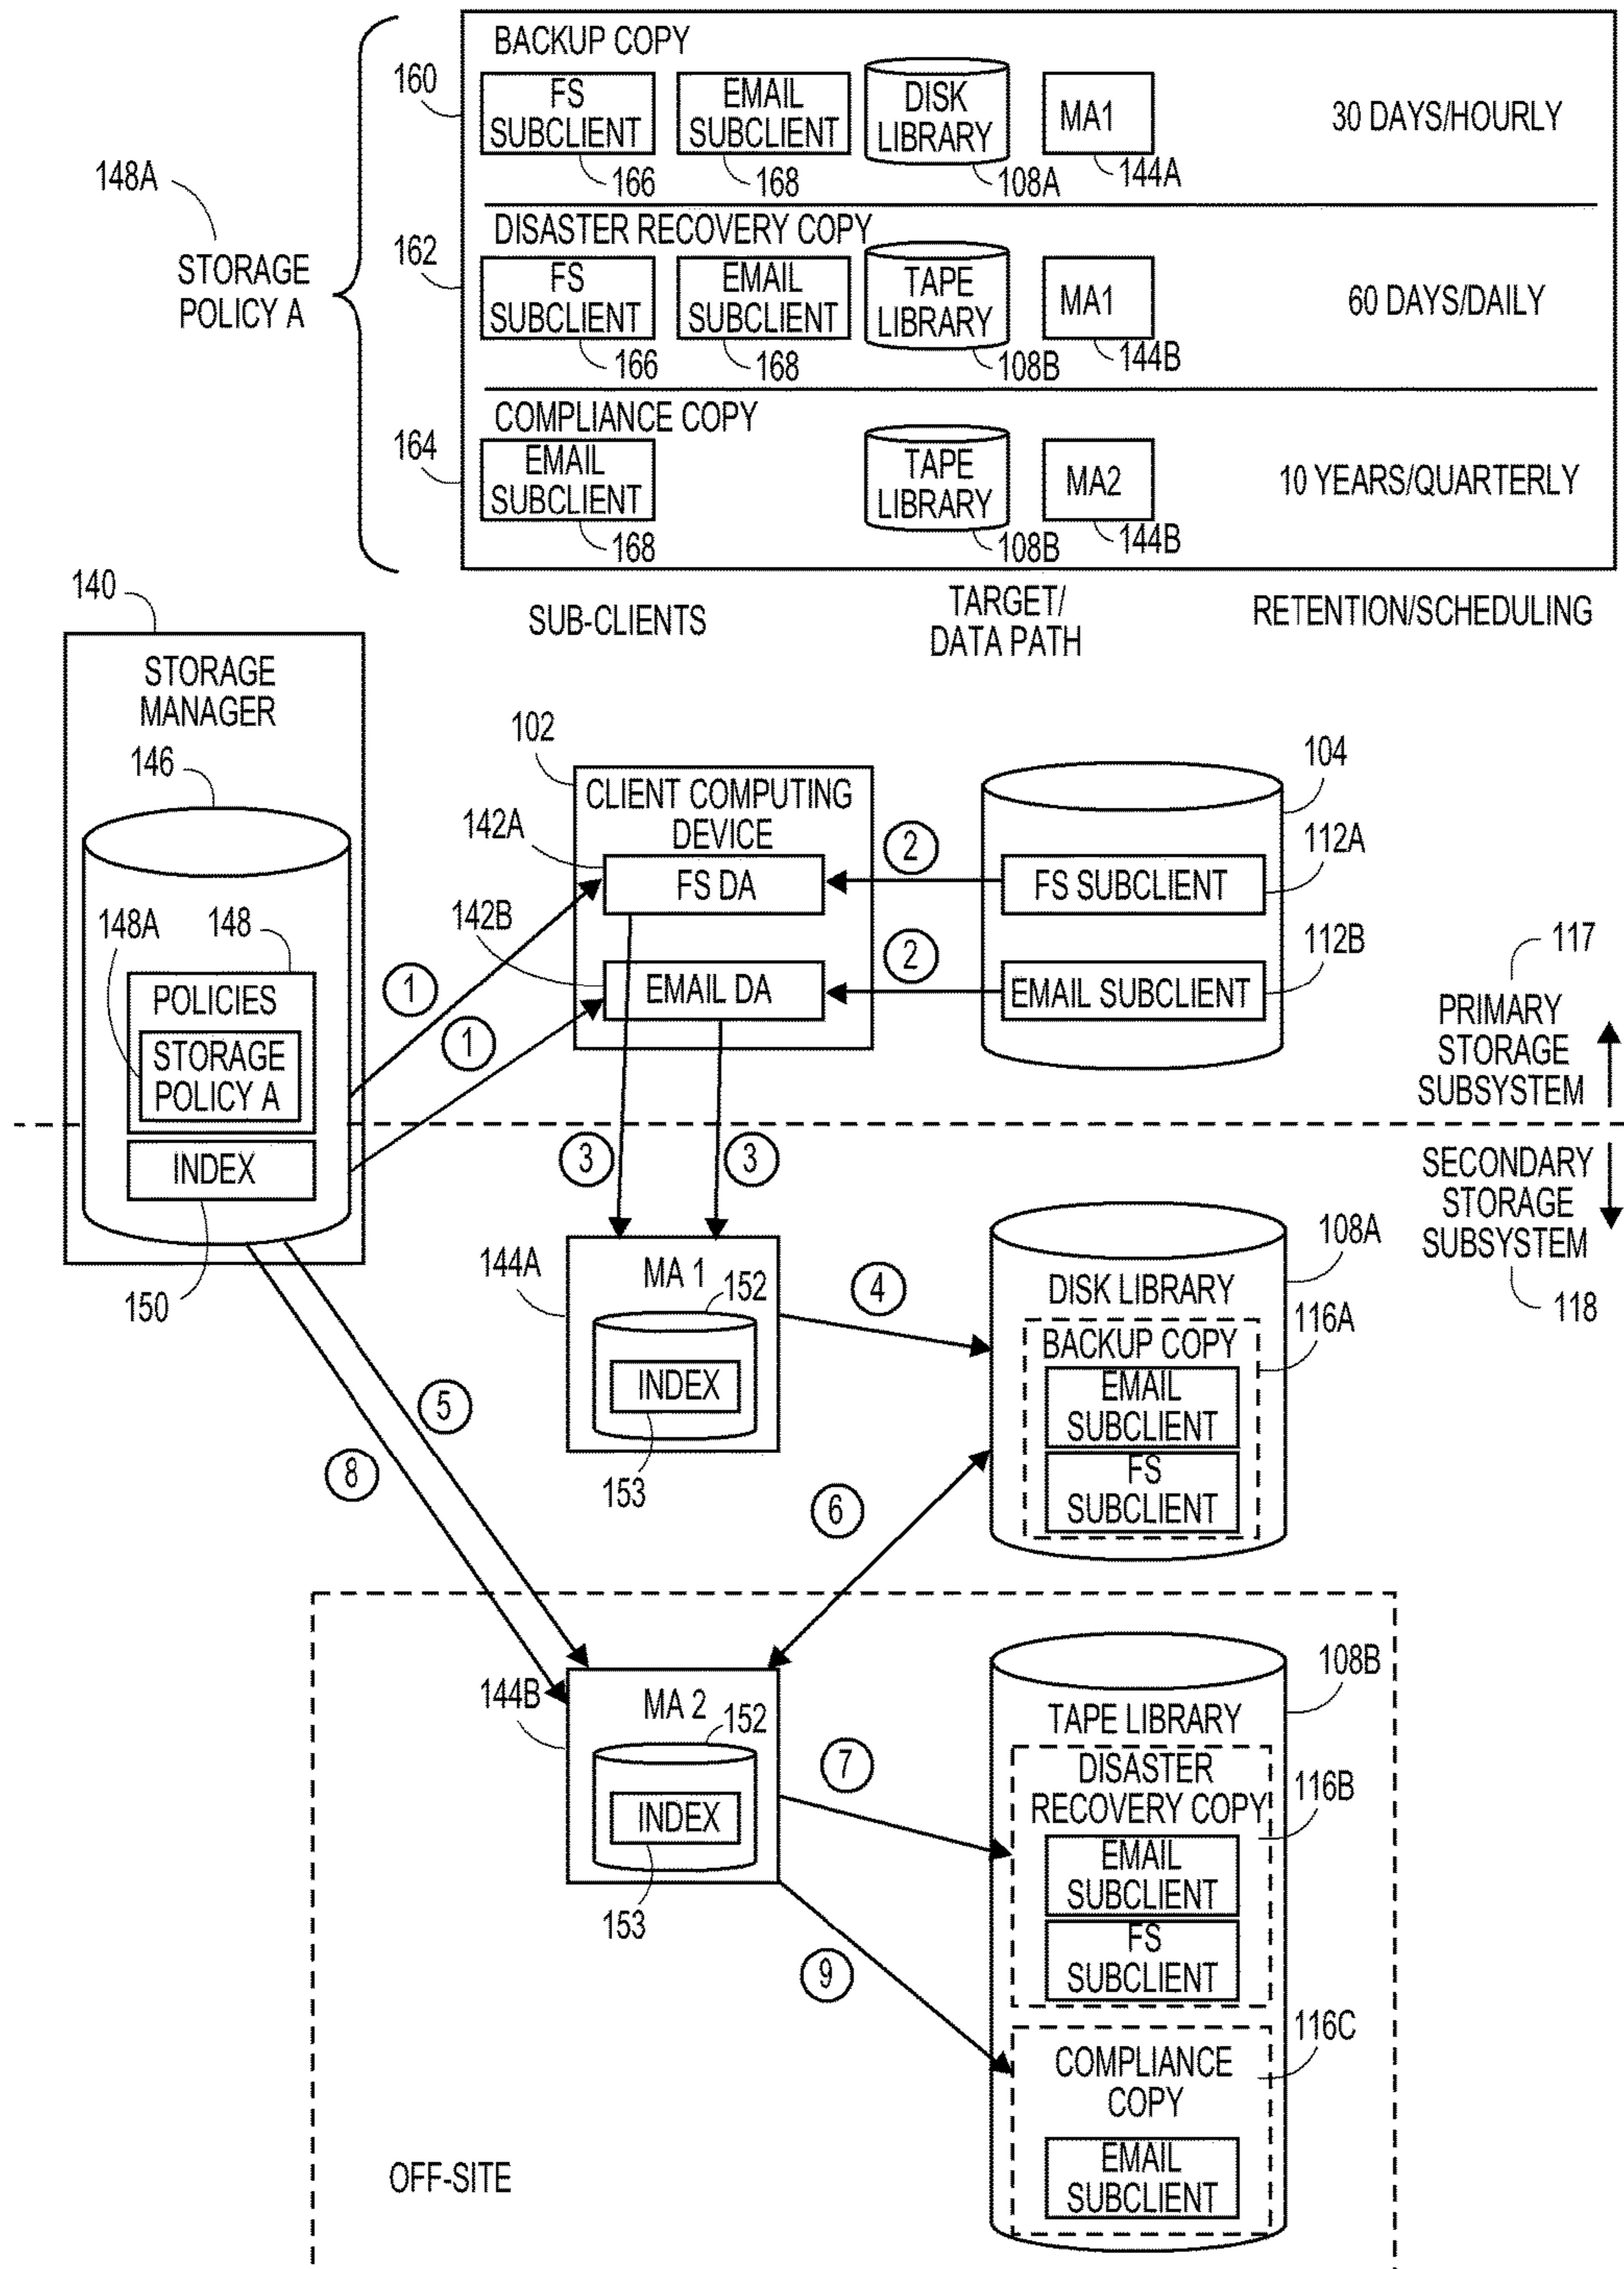 BACKUP COPY
160
FS
SUBCLIENT
166
EMAIL
SUBCLIENT
168
DISK
LIBRARY
108A
MA1
144A
30 DAYS/HOURLY
148A
STORAGE
POLICY A
DISASTER RECOVERY COPY
162
FS
SUBCLIENT
166
EMAIL
SUBCLIENT
168
TAPE
LIBRARY
108B
MA1
144B
60 DAYS/DAILY
COMPLIANCE COPY
164
EMAIL
SUBCLIENT
168
TAPE
LIBRARY
108B
MA2
144B
10 YEARS/QUARTERLY
SUB-CLIENTS
TARGET/
DATA PATH
RETENTION/SCHEDULING
140
STORAGE
MANAGER
146
148A
148
POLICIES
STORAGE
POLICY A
INDEX
150
102
CLIENT COMPUTING
DEVICE
142A
FS DA
142B
EMAIL DA
1
1
2
2
104
FS SUBCLIENT
112A
EMAIL SUBCLIENT
112B
117
PRIMARY
STORAGE
SUBSYSTEM
SECONDARY
STORAGE
SUBSYSTEM
118
3
3
144A
MA 1
152
INDEX
153
4
108A
DISK LIBRARY
116A
BACKUP COPY
EMAIL
SUBCLIENT
FS
SUBCLIENT
5
8
6
144B
MA 2
152
INDEX
153
7
9
108B
TAPE LIBRARY
DISASTER
RECOVERY COPY
116B
EMAIL
SUBCLIENT
FS
SUBCLIENT
116C
COMPLIANCE
COPY
EMAIL
SUBCLIENT
OFF-SITE